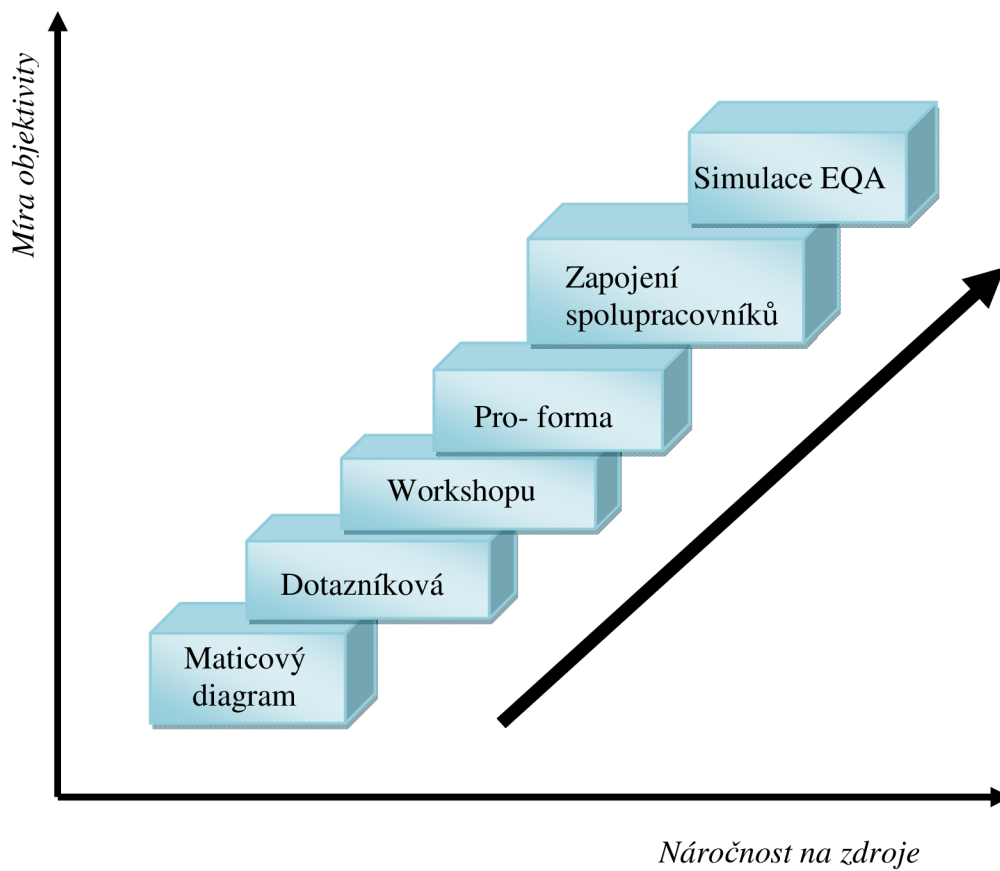 Míra objektivity
Simulace EQA
Zapojení
spolupracovníků
Pro- forma
Workshopu
Dotazníková
Maticový
diagram
Náročnost na zdroje